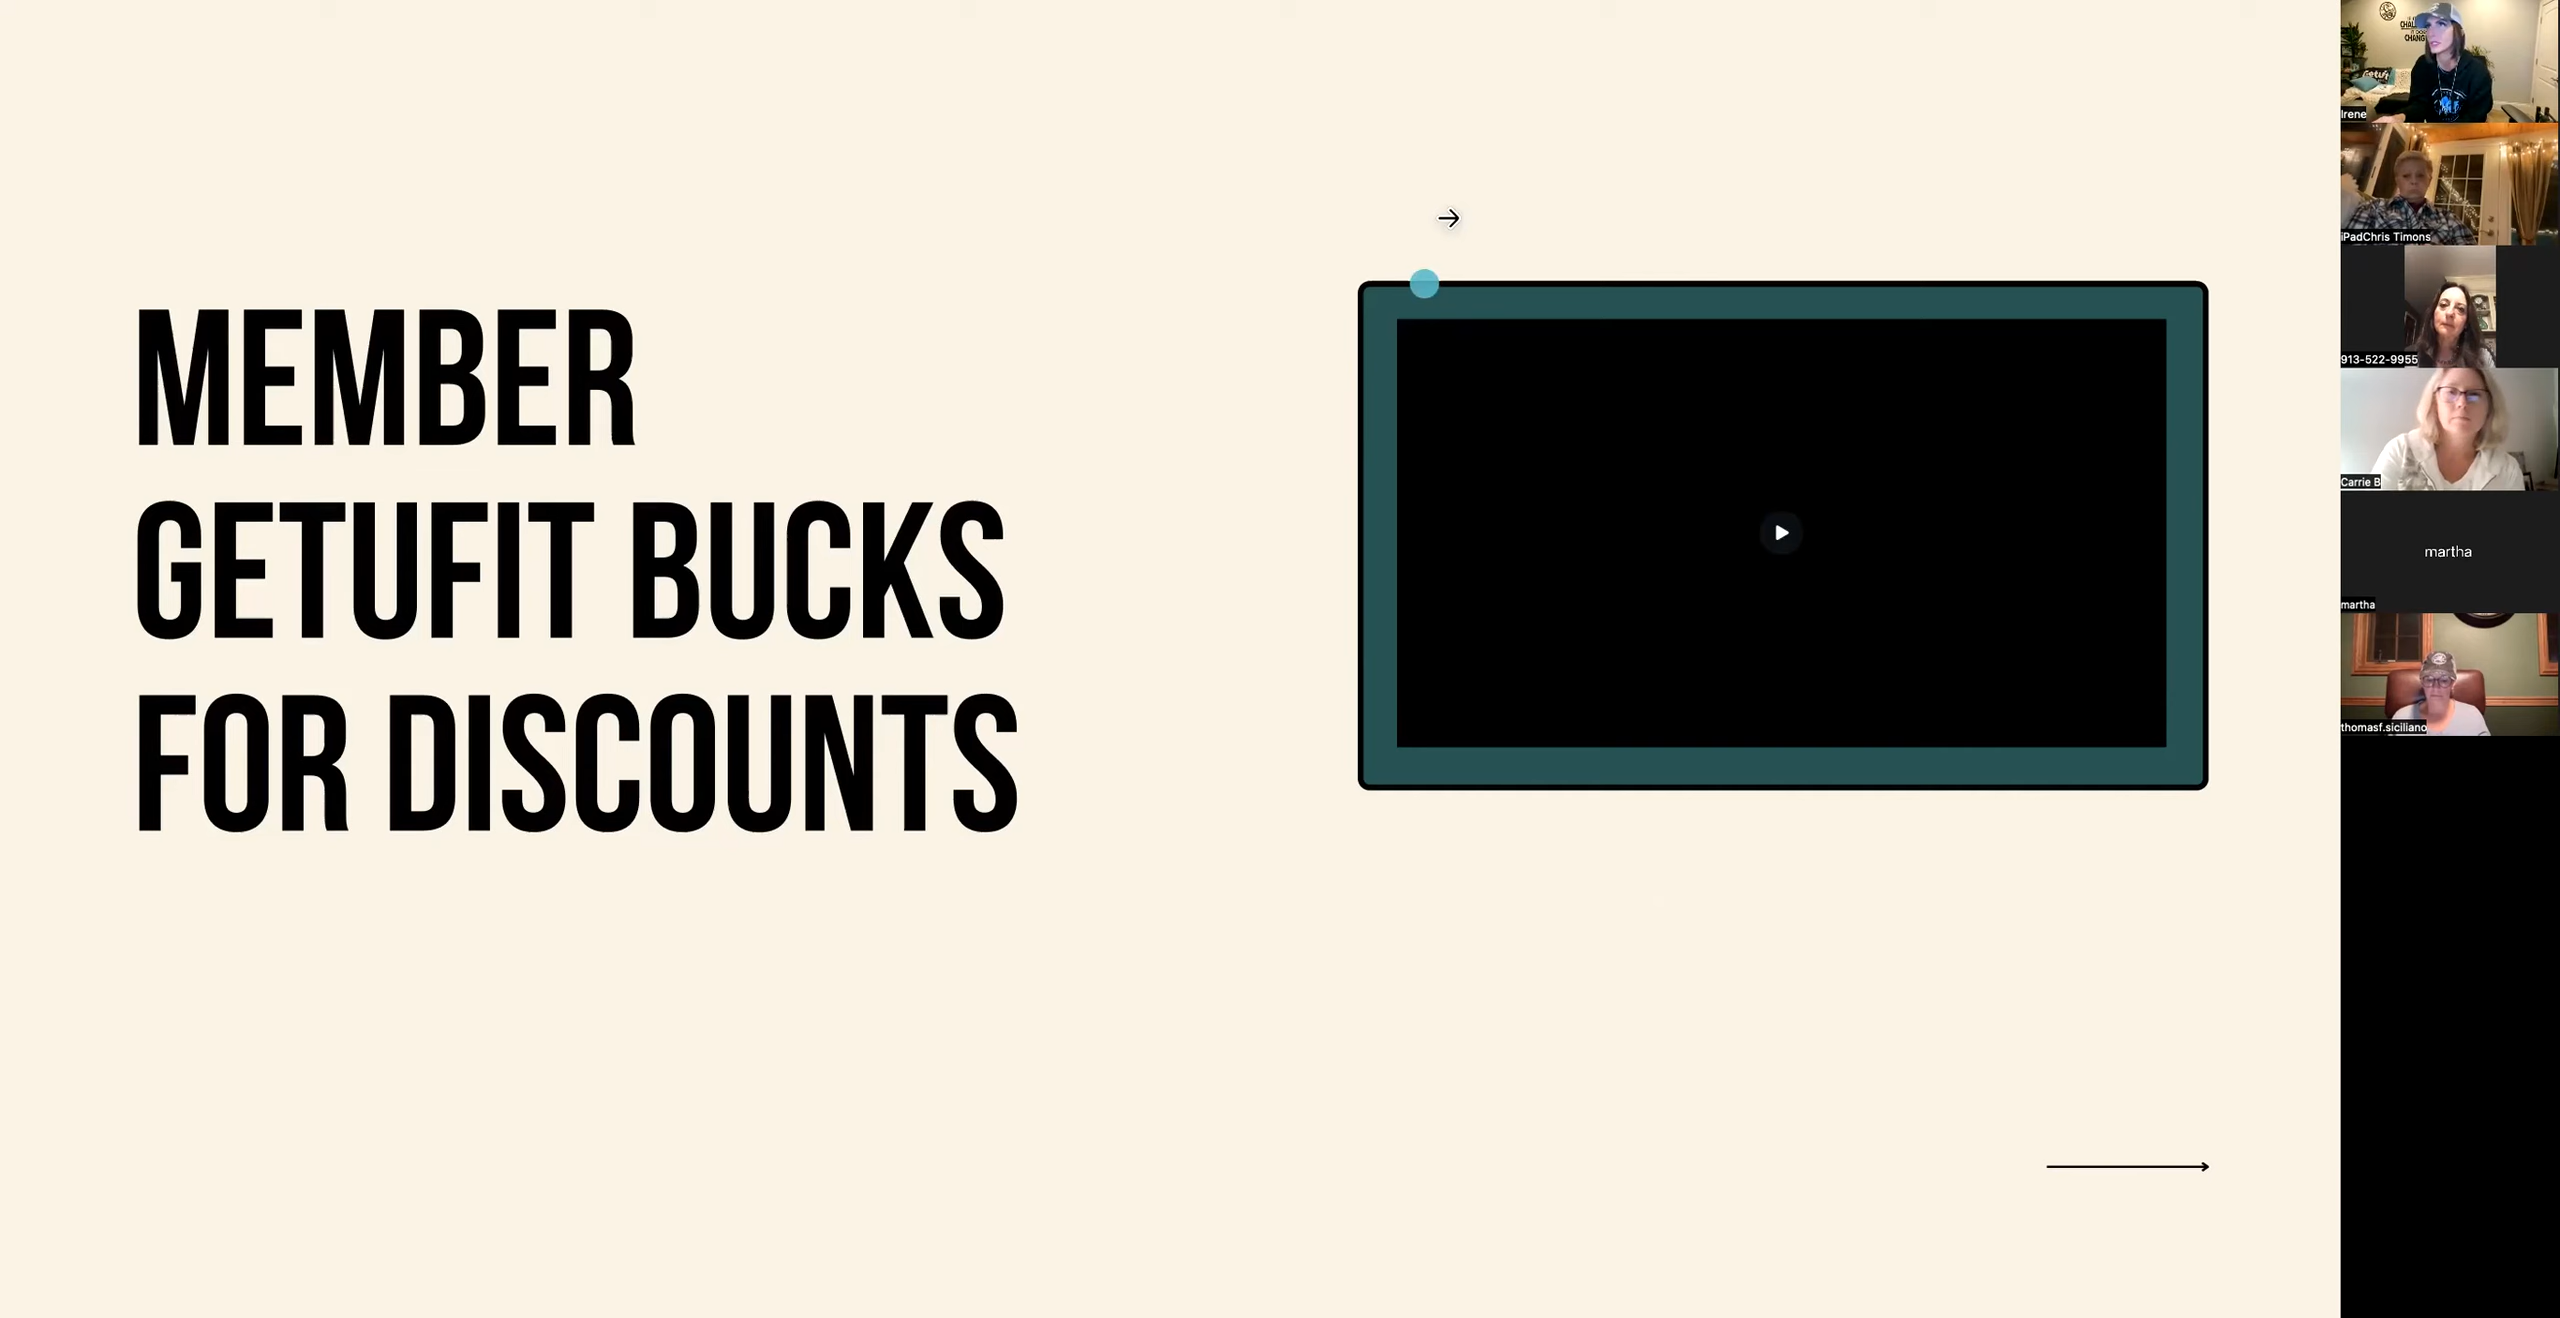 MEMBER
GETUFIT BUCKS
FOR DISCOUNTS
Irene
iPadChris Timons
913-522-9955
Carrie B
martha
martha
thomasf.siciliano